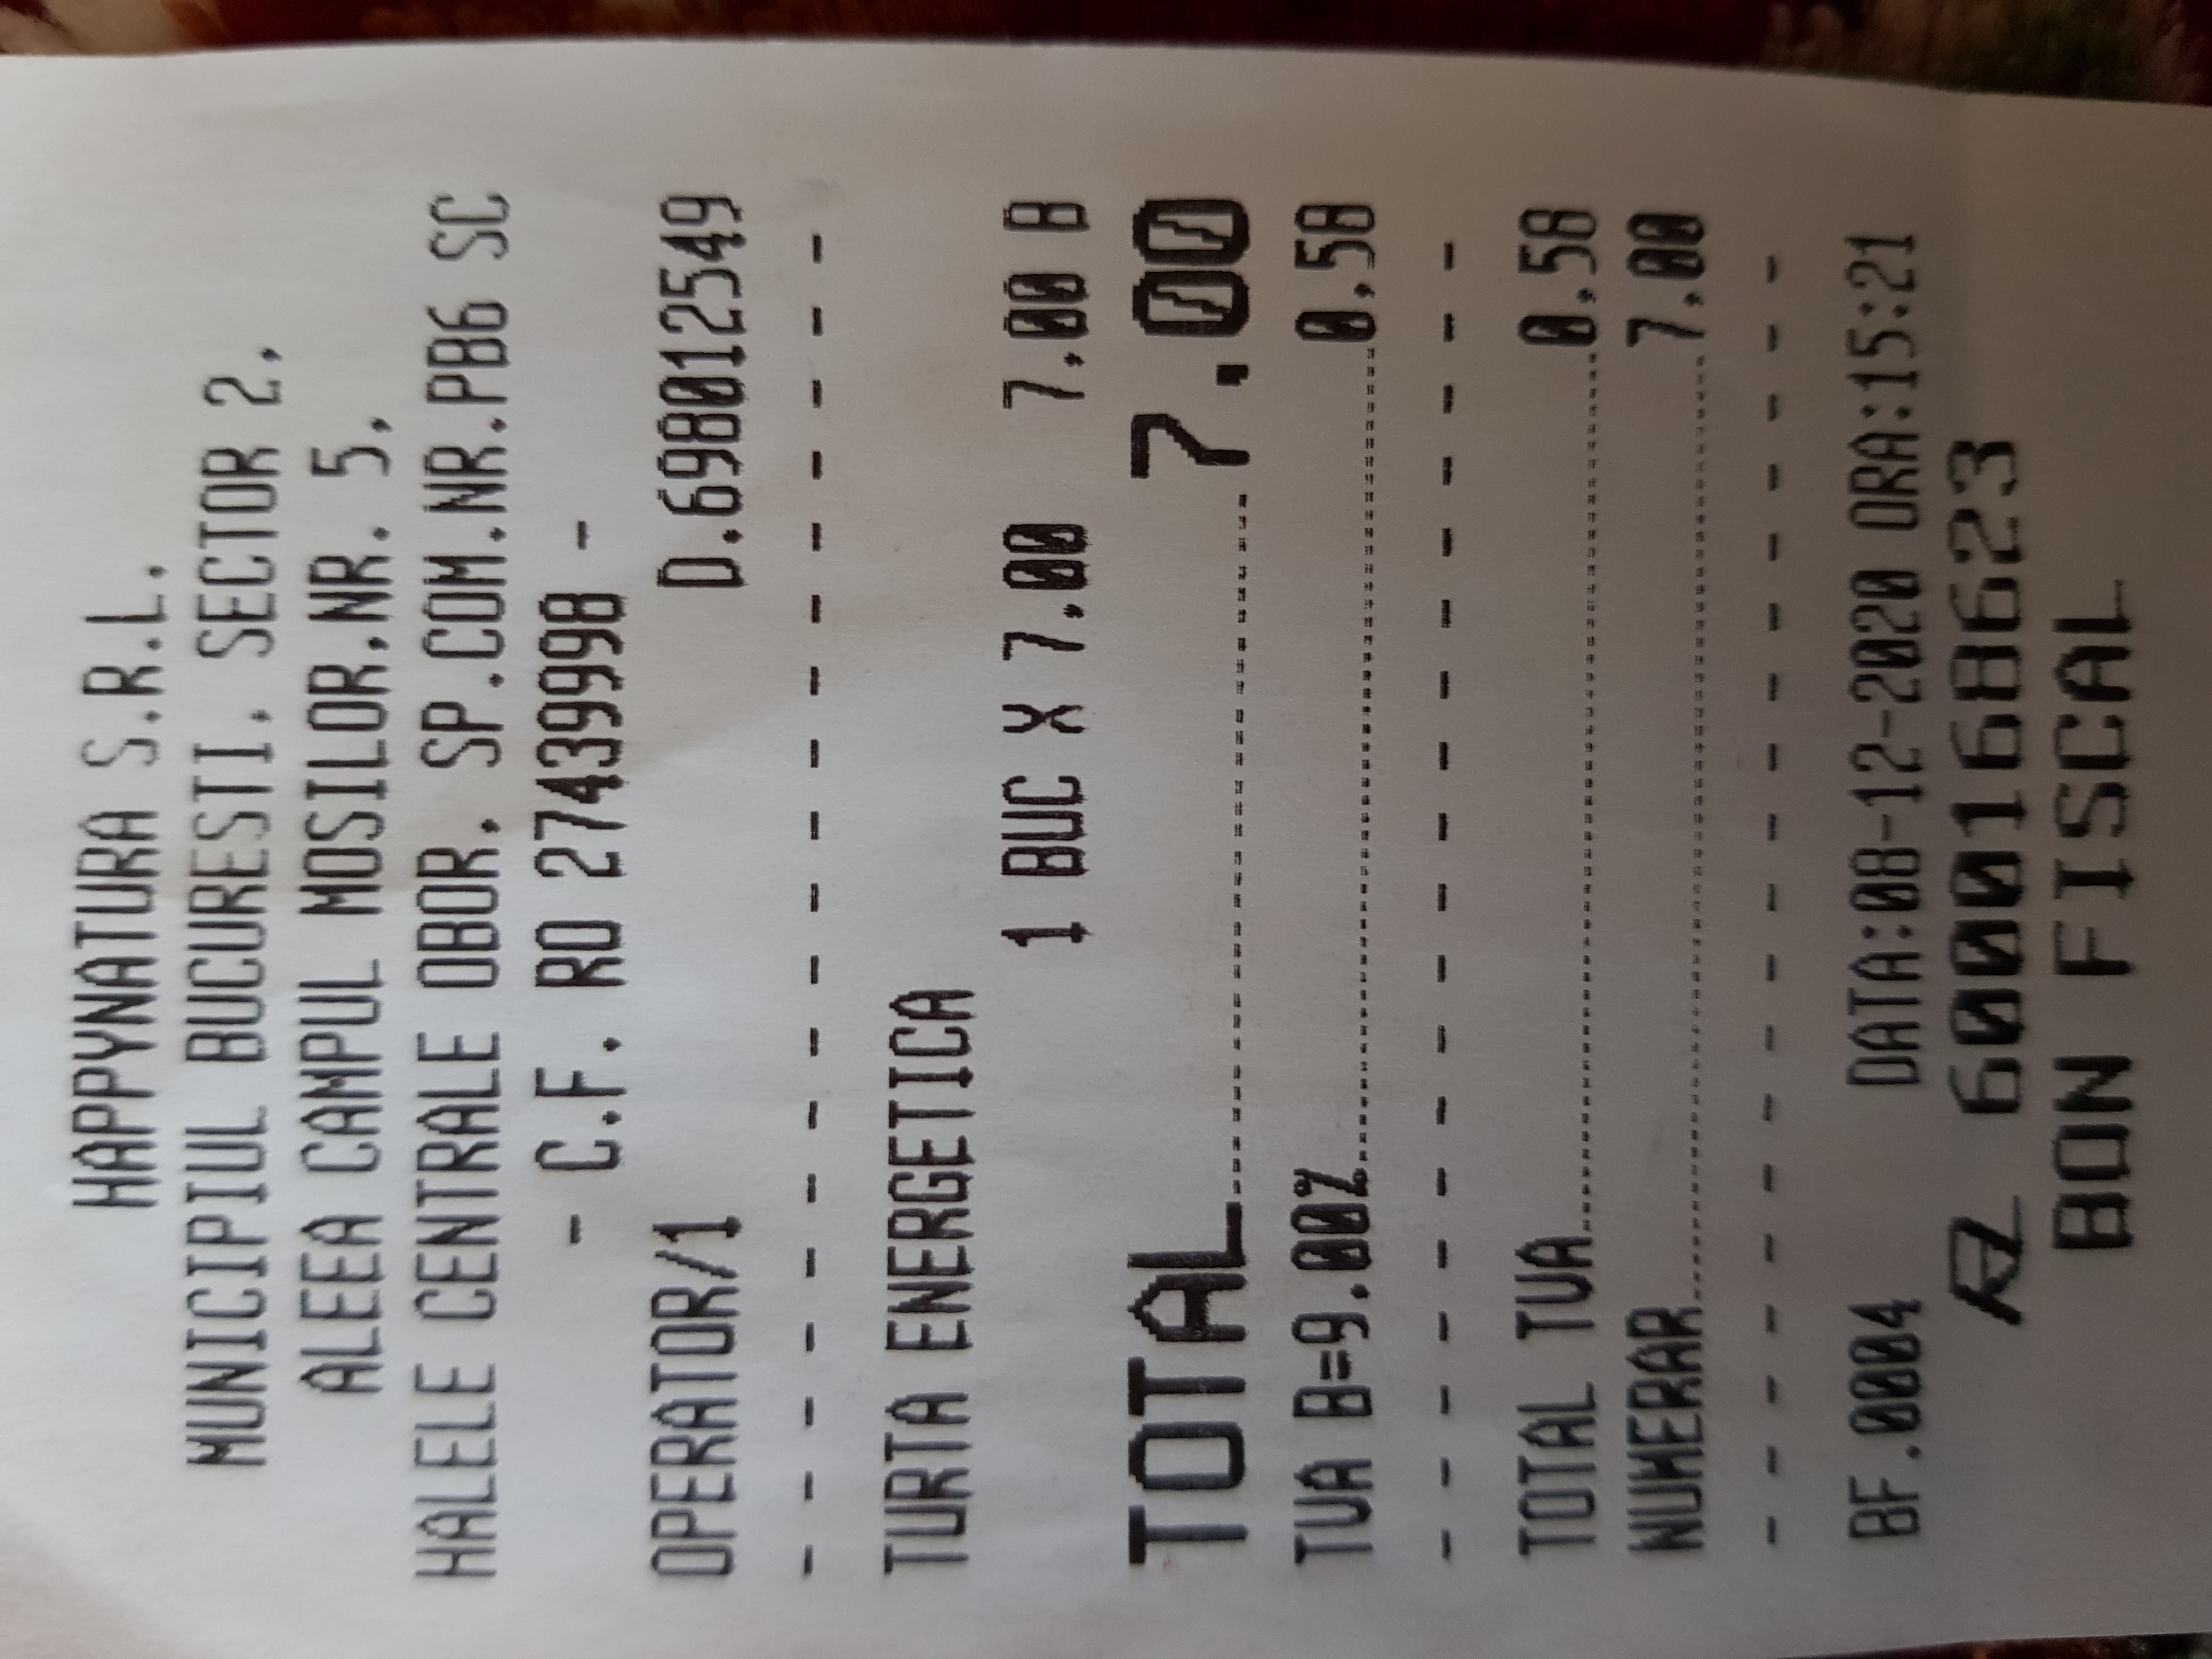 HAPPYNATURA S.R.L.
MUNICIPIUL BUCURESTI, SECTOR 2,
ALEEA CAMPUL MOSILOR,NR. 5,
HALELE CENTRALE OBOR, SP.COM.NR.PB6 SC
- C.F. RO 27439998 -
OPERATOR/1 D.698012549
TURTA ENERGETICA
1 BUC X 7.00 7.00 B
TOTAL 7.00
TVA B=9.00% 0.58
TOTAL TVA 0.58
NUMERAR 7.00
BF.0004 DATA:08-12-2020 ORA:15:21
6000168623
BON FISCAL